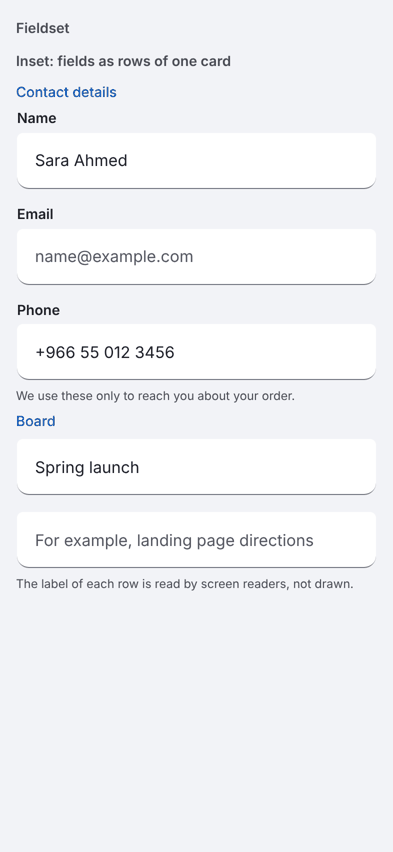 Fieldset
Inset: fields as rows of one card
Contact details
Name
Sara Ahmed
Email
name@example.com
Phone
+966 55 012 3456
We use these only to reach you about your order.
Board
Spring launch
For example, landing page directions
The label of each row is read by screen readers, not drawn.